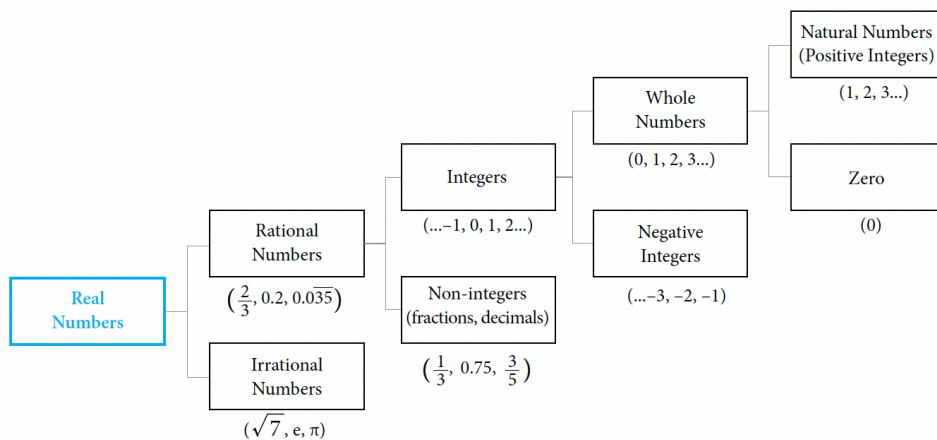 Natural Numbers
(Positive Integers)
(1, 2, 3...)
Whole
Numbers
(0, 1, 2, 3...)
Zero
(0)
Integers
(...–1, 0, 1, 2...)
Negative
Integers
(...–3, –2, –1)
Rational
Numbers
(2/3, 0.2, 0.03̅5̅)
Non-integers
(fractions, decimals)
(1/3, 0.75, 3/5)
Real
Numbers
Irrational
Numbers
(√7, e, π)